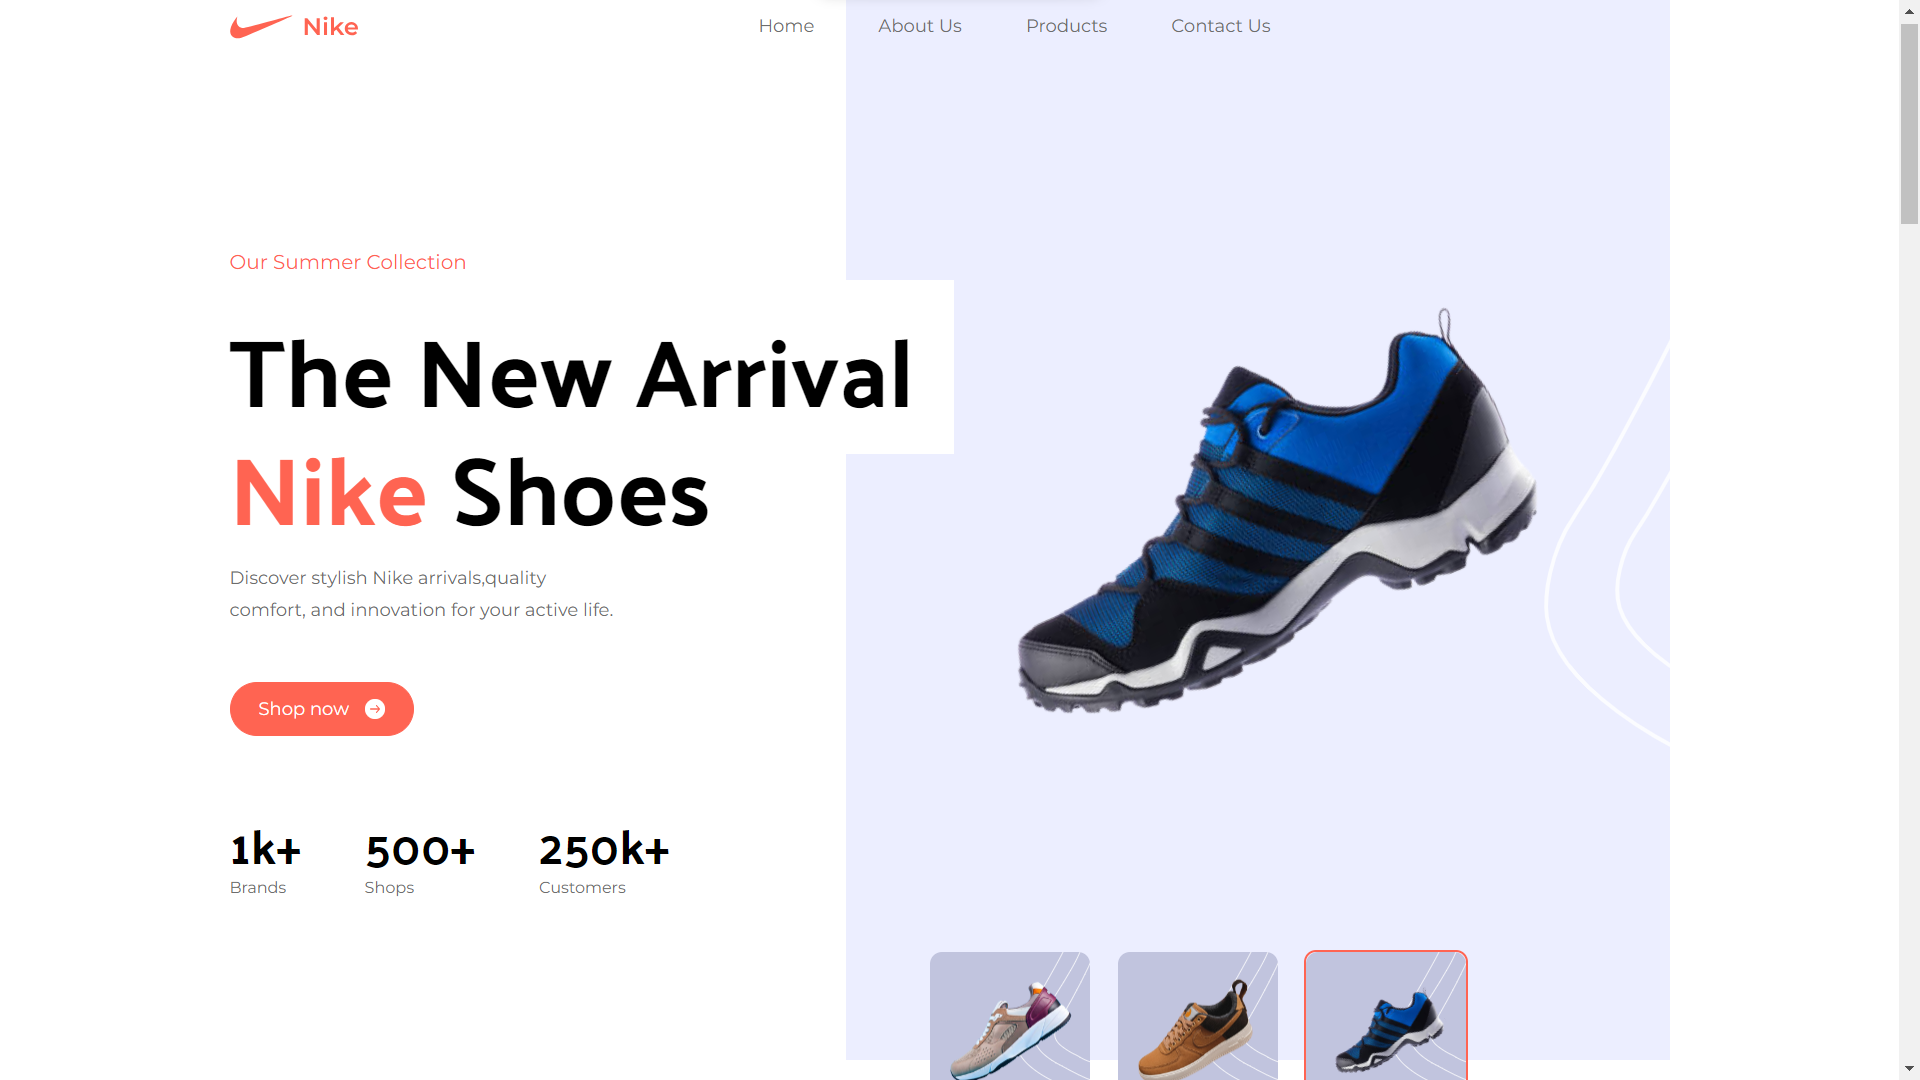 Nike
Home
About Us
Products
Contact Us
Our Summer Collection
The New Arrival
Nike Shoes
Discover stylish Nike arrivals,quality
comfort, and innovation for your active life.
Shop now
1k+
Brands
500+
Shops
250k+
Customers